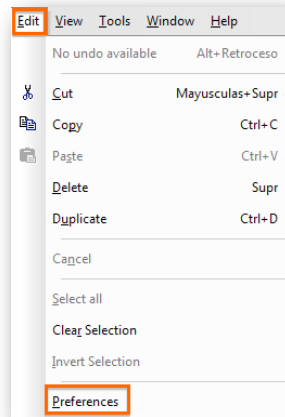 Edit View Tools Window Help
No undo available Alt+Retroceso
Cut Mayusculas+Supr
Copy Ctrl+C
Paste Ctrl+V
Delete Supr
Duplicate Ctrl+D
Cancel
Select all
Clear Selection
Invert Selection
Preferences